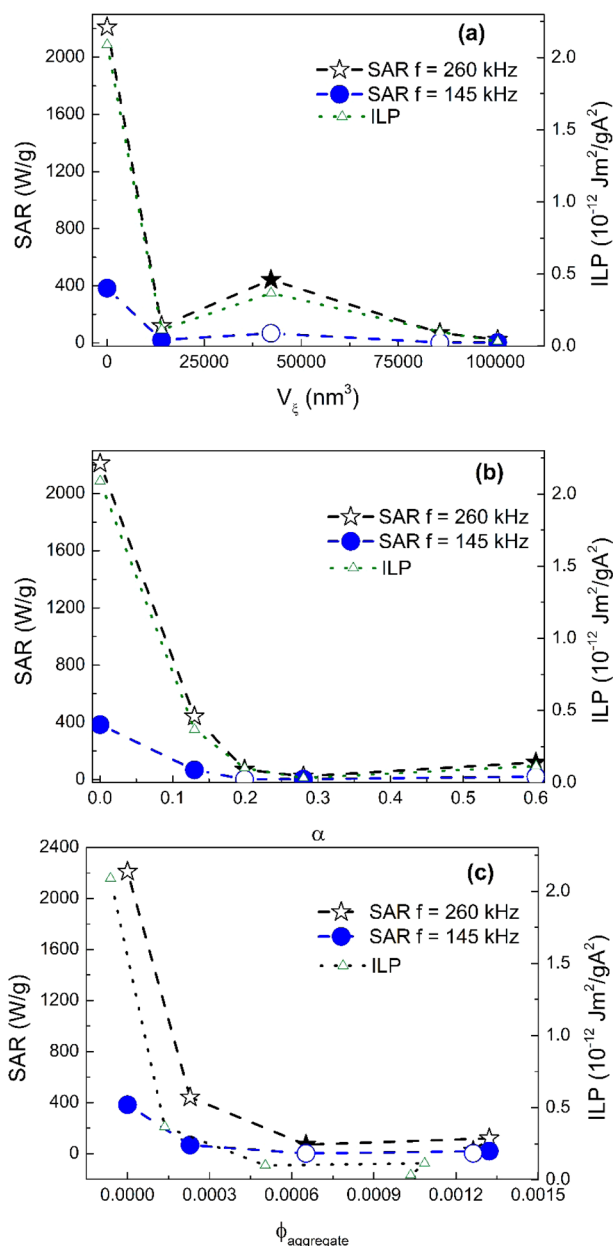 (a)
SAR f = 260 kHz
SAR f = 145 kHz
ILP
2200
1800
1400
1000
600
400
200
0
SAR (W/g)
2.0
1.5
1.0
0.5
0.0
ILP (10⁻¹² Jm²/gA²)
0 25000 50000 75000 100000
V_ξ (nm³)
(b)
SAR f = 260 kHz
SAR f = 145 kHz
ILP
2000
1600
1200
800
400
0
SAR (W/g)
2.0
1.5
1.0
0.5
0.0
ILP (10⁻¹² Jm²/gA²)
0.0 0.1 0.2 0.3 0.4 0.5 0.6
α
(c)
SAR f = 260 kHz
SAR f = 145 kHz
ILP
2400
2000
1600
1200
800
400
0
SAR (W/g)
2.0
1.5
1.0
0.5
0.0
ILP (10⁻¹² Jm²/gA²)
0.0000 0.0003 0.0006 0.0009 0.0012 0.0015
ϕ_aggregate